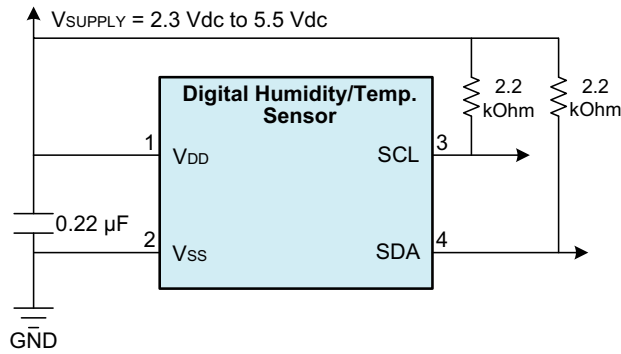 VSUPPLY = 2.3 Vdc to 5.5 Vdc
Digital Humidity/Temp.
Sensor
2.2
kOhm
2.2
kOhm
1
VDD
SCL
3
0.22 µF
2
VSS
SDA
4
GND